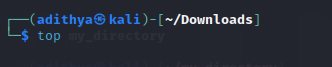 ┌──(adithya㉿kali)-[~/Downloads]
└─$ top my_directory